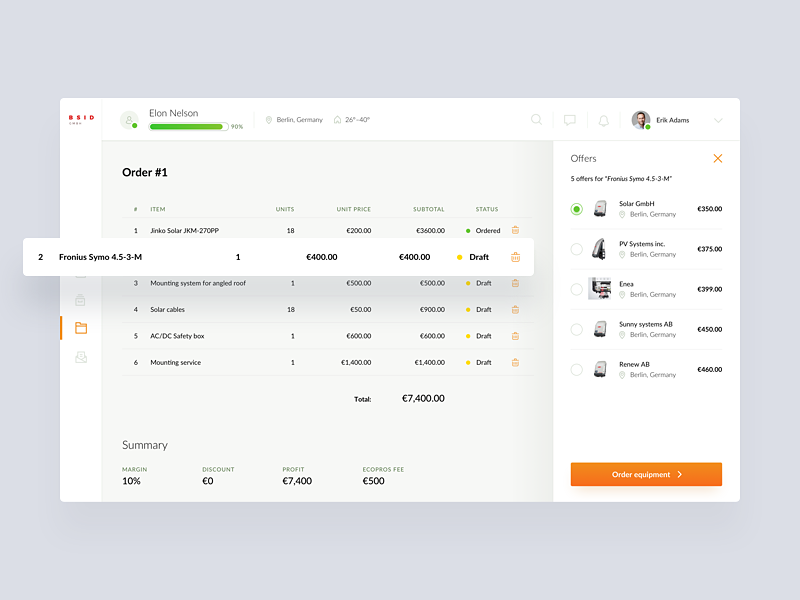 BSID
Elon Nelson
90%
Berlin, Germany
26°-40°
Erik Adams
Order #1
# ITEM UNITS UNIT PRICE SUBTOTAL STATUS
1 Jinko Solar JKM-270PP 18 €200.00 €3600.00 Ordered
2 Fronius Symo 4.5-3-M 1 €400.00 €400.00 Draft
3 Mounting system for angled roof 1 €500.00 €500.00 Draft
4 Solar cables 18 €50.00 €900.00 Draft
5 AC/DC Safety box 1 €600.00 €600.00 Draft
6 Mounting service 1 €1,400.00 €1,400.00 Draft
Total: €7,400.00
Summary
MARGIN DISCOUNT PROFIT ECOPROS FEE
10% €0 €7,400 €500
Offers
5 offers for "Fronius Symo 4.5-3-M"
Solar GmbH
Berlin, Germany
€350.00
PV Systems inc.
Berlin, Germany
€375.00
Enea
Berlin, Germany
€399.00
Sunny systems AB
Berlin, Germany
€450.00
Renew AB
Berlin, Germany
€460.00
Order equipment